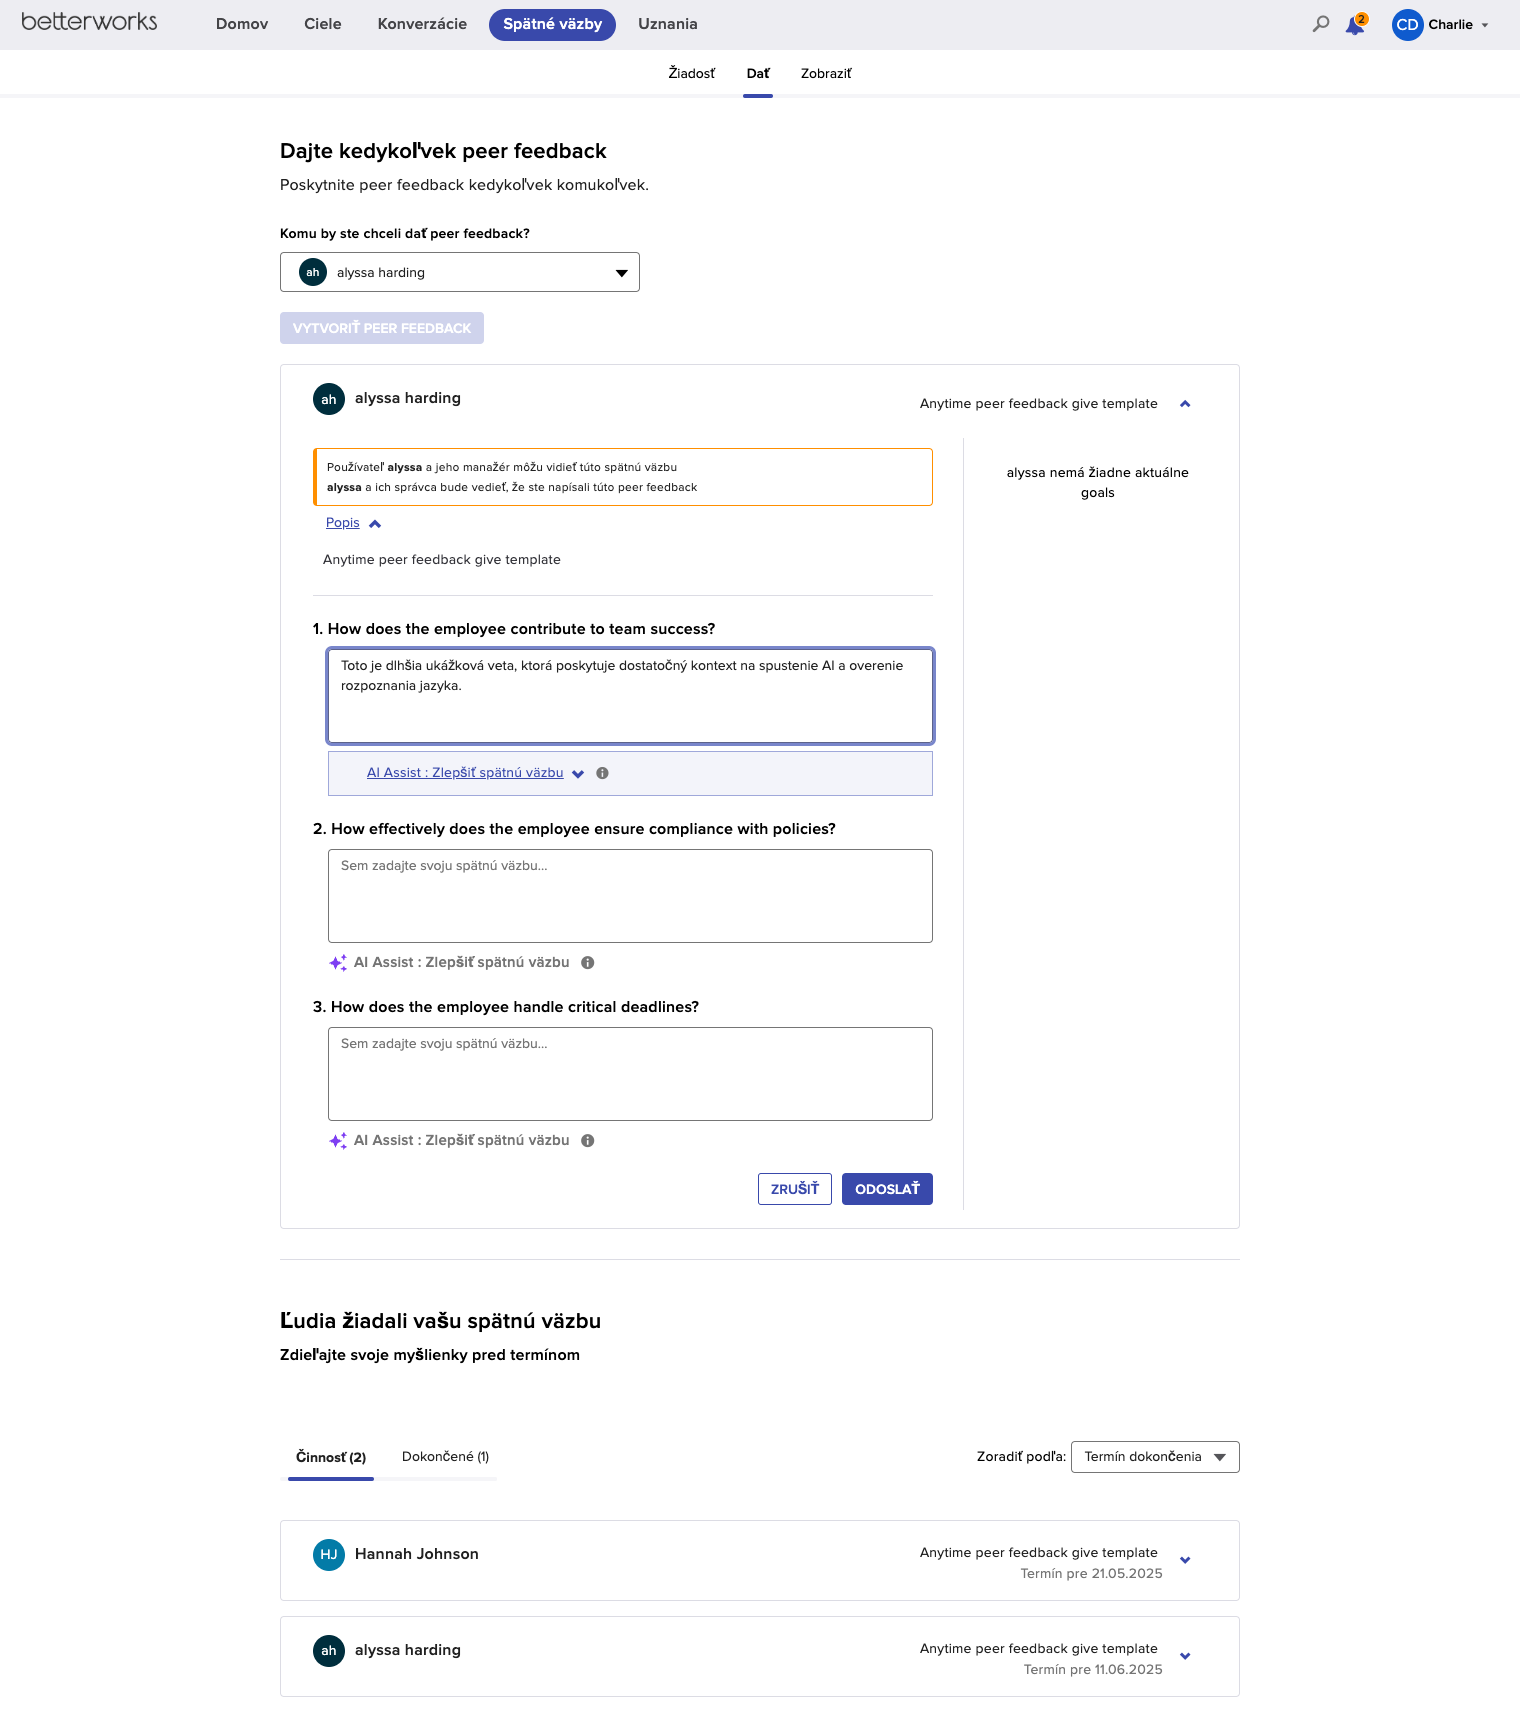 betterworks
Domov Ciele Konverzácie Spätné väzby Uznania
2
CD Charlie
Žiadosť Dať Zobraziť
Dajte kedykoľvek peer feedback
Poskytnite peer feedback kedykoľvek komukoľvek.
Komu by ste chceli dať peer feedback?
ah alyssa harding
VYTVORIŤ PEER FEEDBACK
ah alyssa harding
Anytime peer feedback give template
Používateľ alyssa a jeho manažér môžu vidieť túto spätnú väzbu
alyssa a ich správca bude vedieť, že ste napísali túto peer feedback
alyssa nemá žiadne aktuálne
goals
Popis
Anytime peer feedback give template
1. How does the employee contribute to team success?
Toto je dlhšia ukážková veta, ktorá poskytuje dostatočný kontext na spustenie AI a overenie
rozpoznania jazyka.
AI Assist : Zlepšiť spätnú väzbu
2. How effectively does the employee ensure compliance with policies?
Sem zadajte svoju spätnú väzbu...
AI Assist : Zlepšiť spätnú väzbu
3. How does the employee handle critical deadlines?
Sem zadajte svoju spätnú väzbu...
AI Assist : Zlepšiť spätnú väzbu
ZRUŠIŤ ODOSLAŤ
Ľudia žiadali vašu spätnú väzbu
Zdieľajte svoje myšlienky pred termínom
Činnosť (2) Dokončené (1)
Zoradiť podľa: Termín dokončenia
HJ Hannah Johnson
Anytime peer feedback give template
Termín pre 21.05.2025
ah alyssa harding
Anytime peer feedback give template
Termín pre 11.06.2025